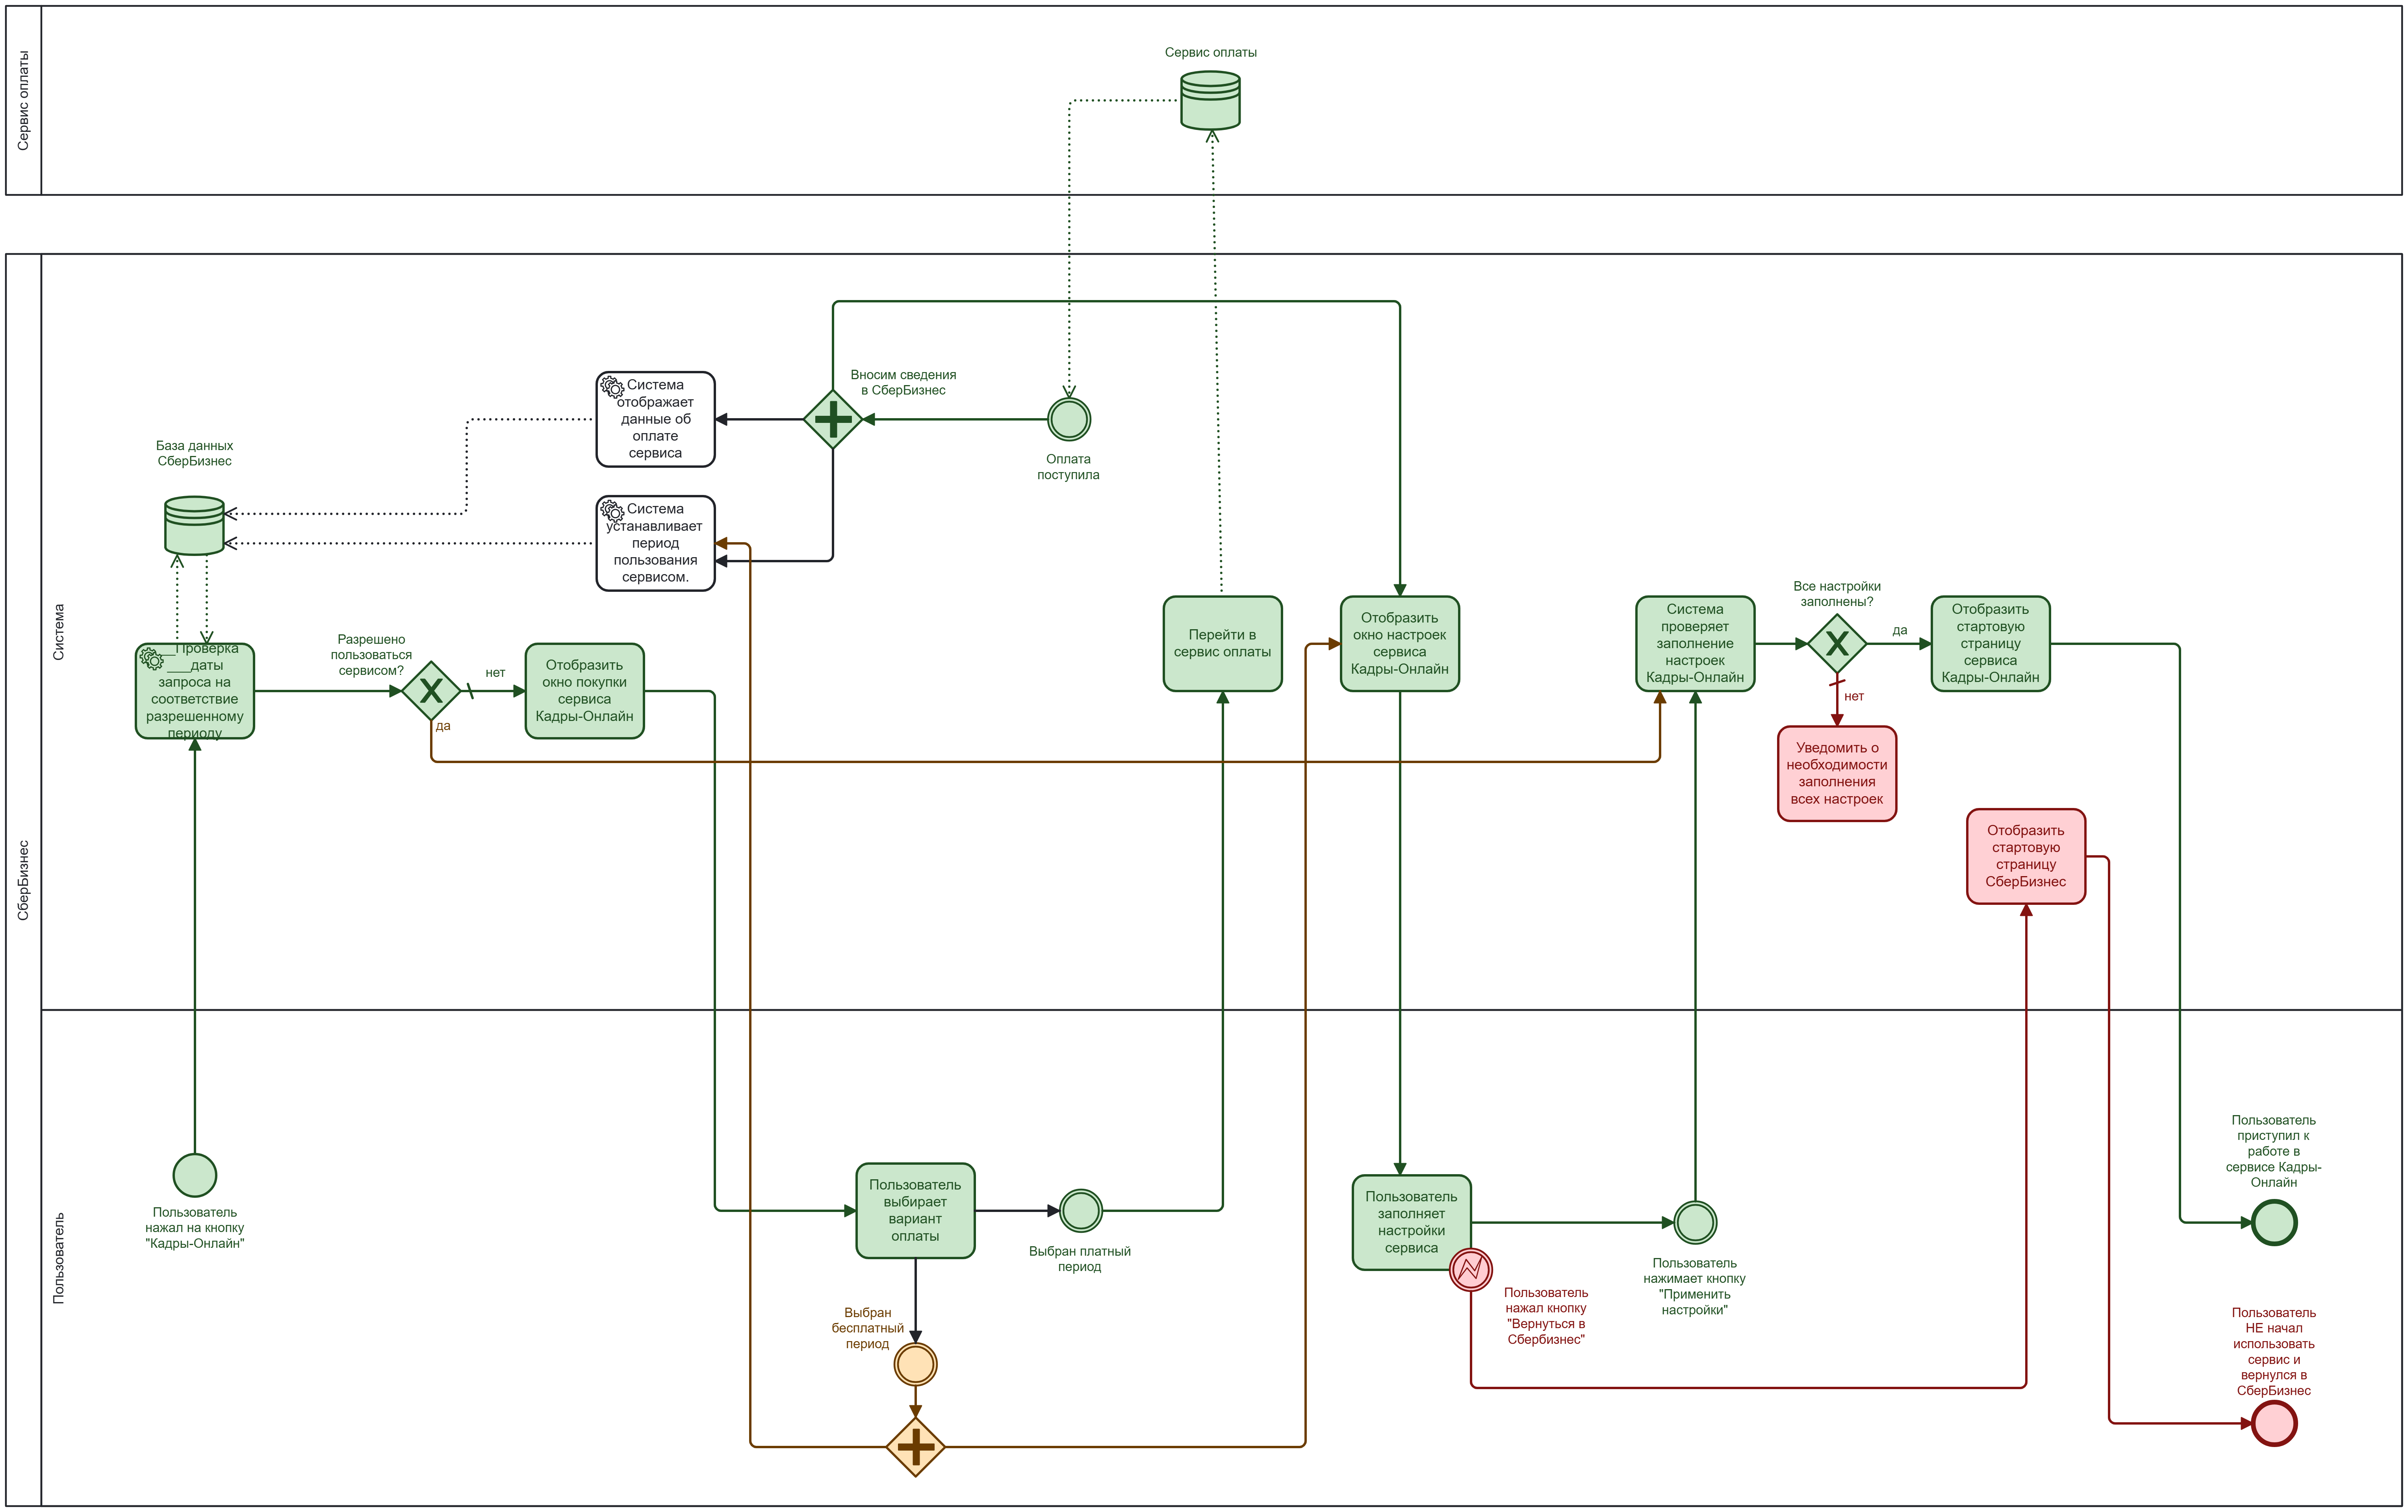 Сервис оплаты
Сервис оплаты
СберБизнес
Система
Вносим сведения
в СберБизнес
Система
отображает
данные об
оплате
сервиса
Оплата
поступила
База данных
СберБизнес
Система
устанавливает
период
пользования
сервисом.
___Проверка
___даты
запроса на
соответствие
разрешенному
периоду
Разрешено
пользоваться
сервисом?
нет
да
Отобразить
окно покупки
сервиса
Кадры-Онлайн
Перейти в
сервис оплаты
Отобразить
окно настроек
сервиса
Кадры-Онлайн
Система
проверяет
заполнение
настроек
Кадры-Онлайн
Все настройки
заполнены?
да
нет
Отобразить
стартовую
страницу
сервиса
Кадры-Онлайн
Уведомить о
необходимости
заполнения
всех настроек
Отобразить
стартовую
страницу
СберБизнес
Пользователь
Пользователь
нажал на кнопку
"Кадры-Онлайн"
Пользователь
выбирает
вариант
оплаты
Выбран платный
период
Выбран
бесплатный
период
Пользователь
заполняет
настройки
сервиса
Пользователь
нажал кнопку
"Вернуться в
Сбербизнес"
Пользователь
нажимает кнопку
"Применить
настройки"
Пользователь
приступил к
работе в
сервисе Кадры-
Онлайн
Пользователь
НЕ начал
использовать
сервис и
вернулся в
СберБизнес